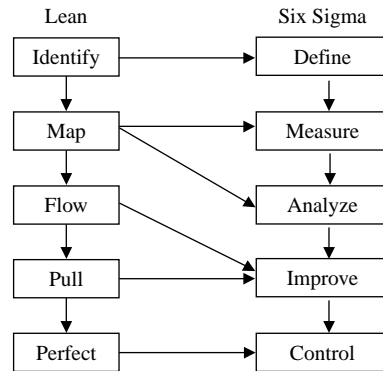 Lean Six Sigma
Identify Define
Map Measure
Flow Analyze
Pull Improve
Perfect Control